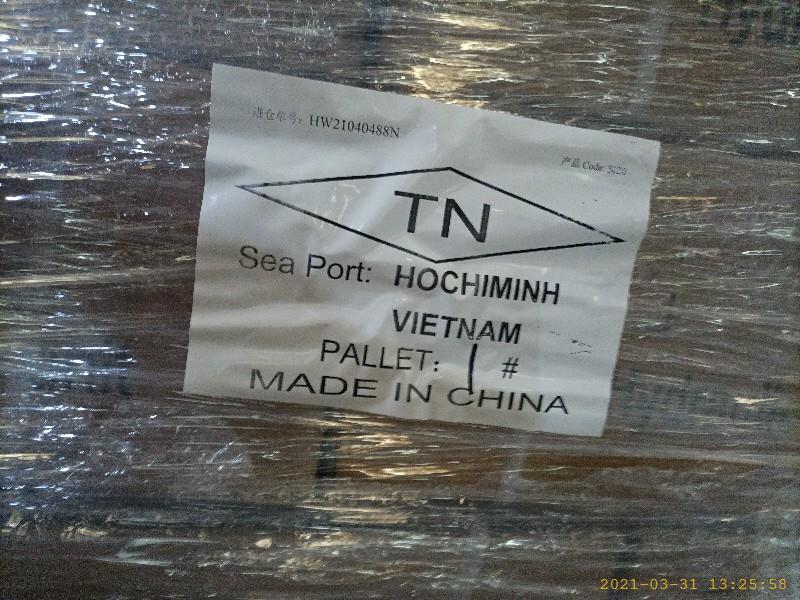 进仓单号: HW21040488N
产品 Code: 5020
TN
Sea Port: HOCHIMINH
VIETNAM
PALLET: 1 #
MADE IN CHINA
2021-03-31 13:25:58